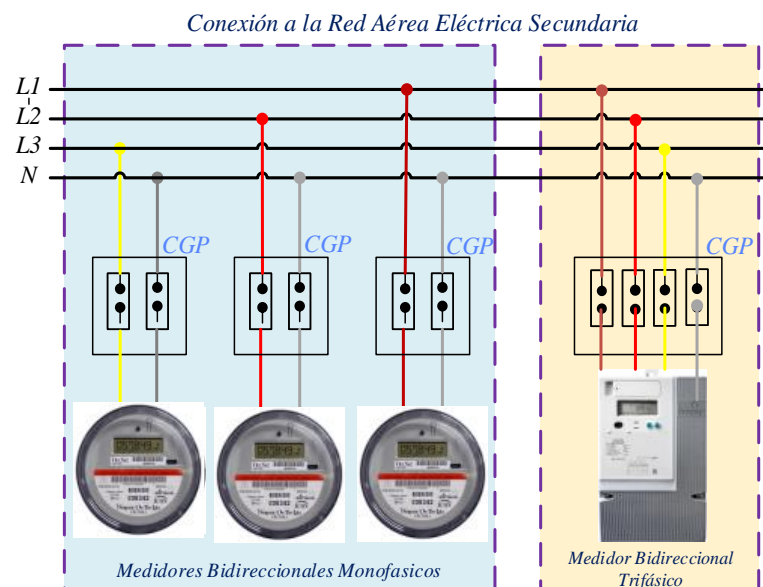 Conexión a la Red Aérea Eléctrica Secundaria
L1
L2
L3
N
CGP
CGP
CGP
CGP
Medidores Bidireccionales Monofasicos
Medidor Bidireccional
Trifásico